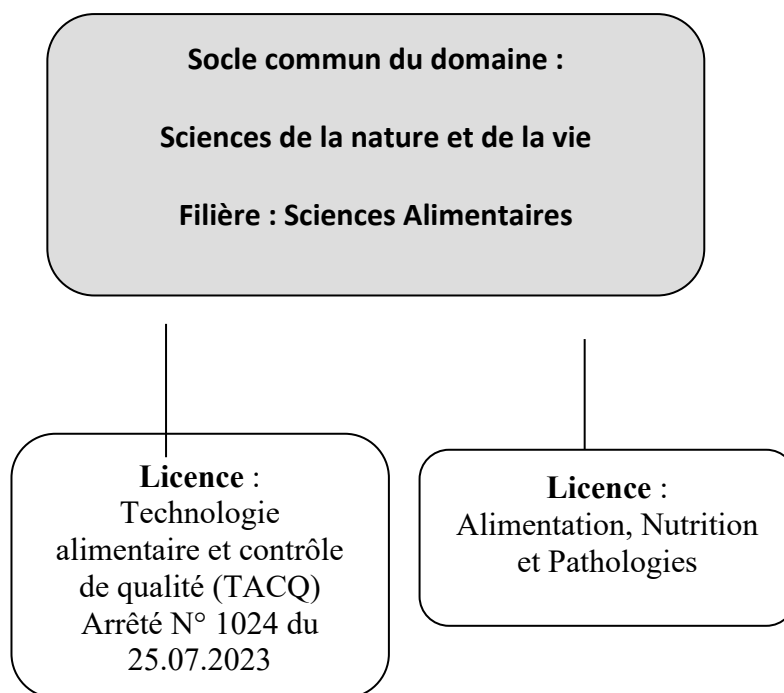 Socle commun du domaine :
Sciences de la nature et de la vie
Filière : Sciences Alimentaires
Licence :
Technologie
alimentaire et contrôle
de qualité (TACQ)
Arrêté N° 1024 du
25.07.2023
Licence :
Alimentation, Nutrition
et Pathologies